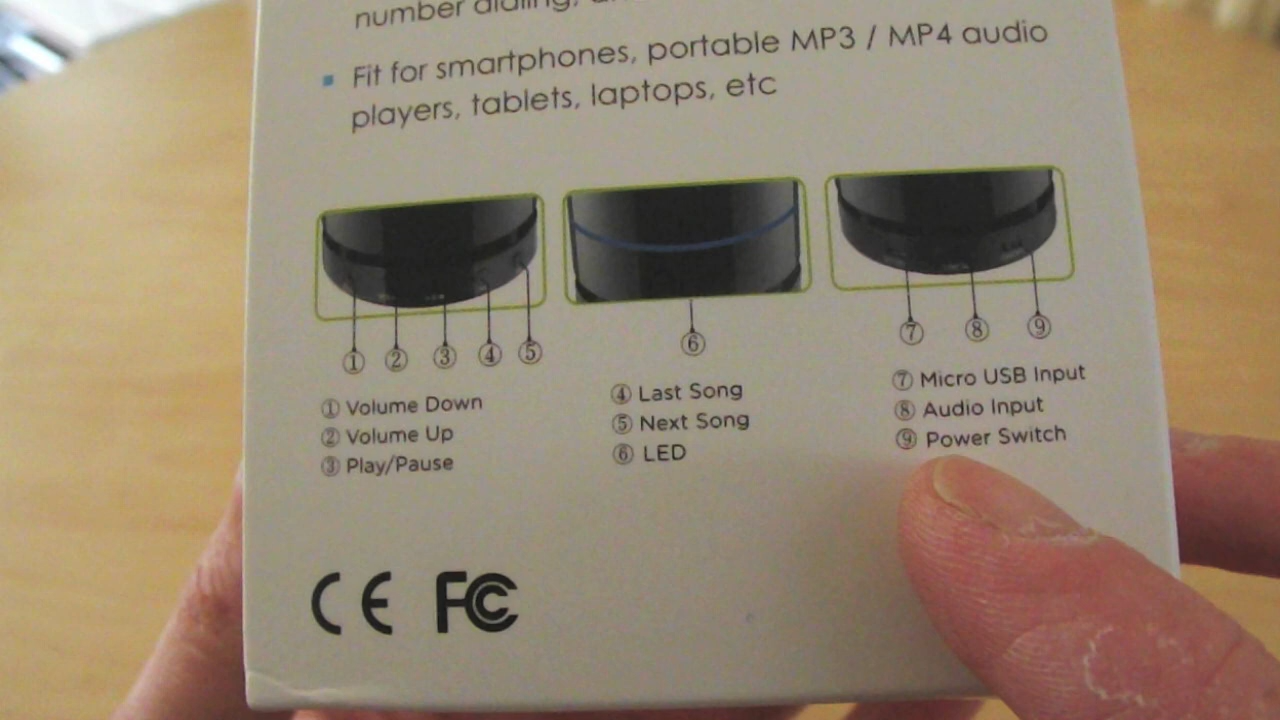 number dialing,
Fit for smartphones, portable MP3 / MP4 audio
players, tablets, laptops, etc
① ② ③ ④ ⑤
⑥
⑦ ⑧ ⑨
① Volume Down
② Volume Up
③ Play/Pause
④ Last Song
⑤ Next Song
⑥ LED
⑦ Micro USB Input
⑧ Audio Input
⑨ Power Switch
CE FC